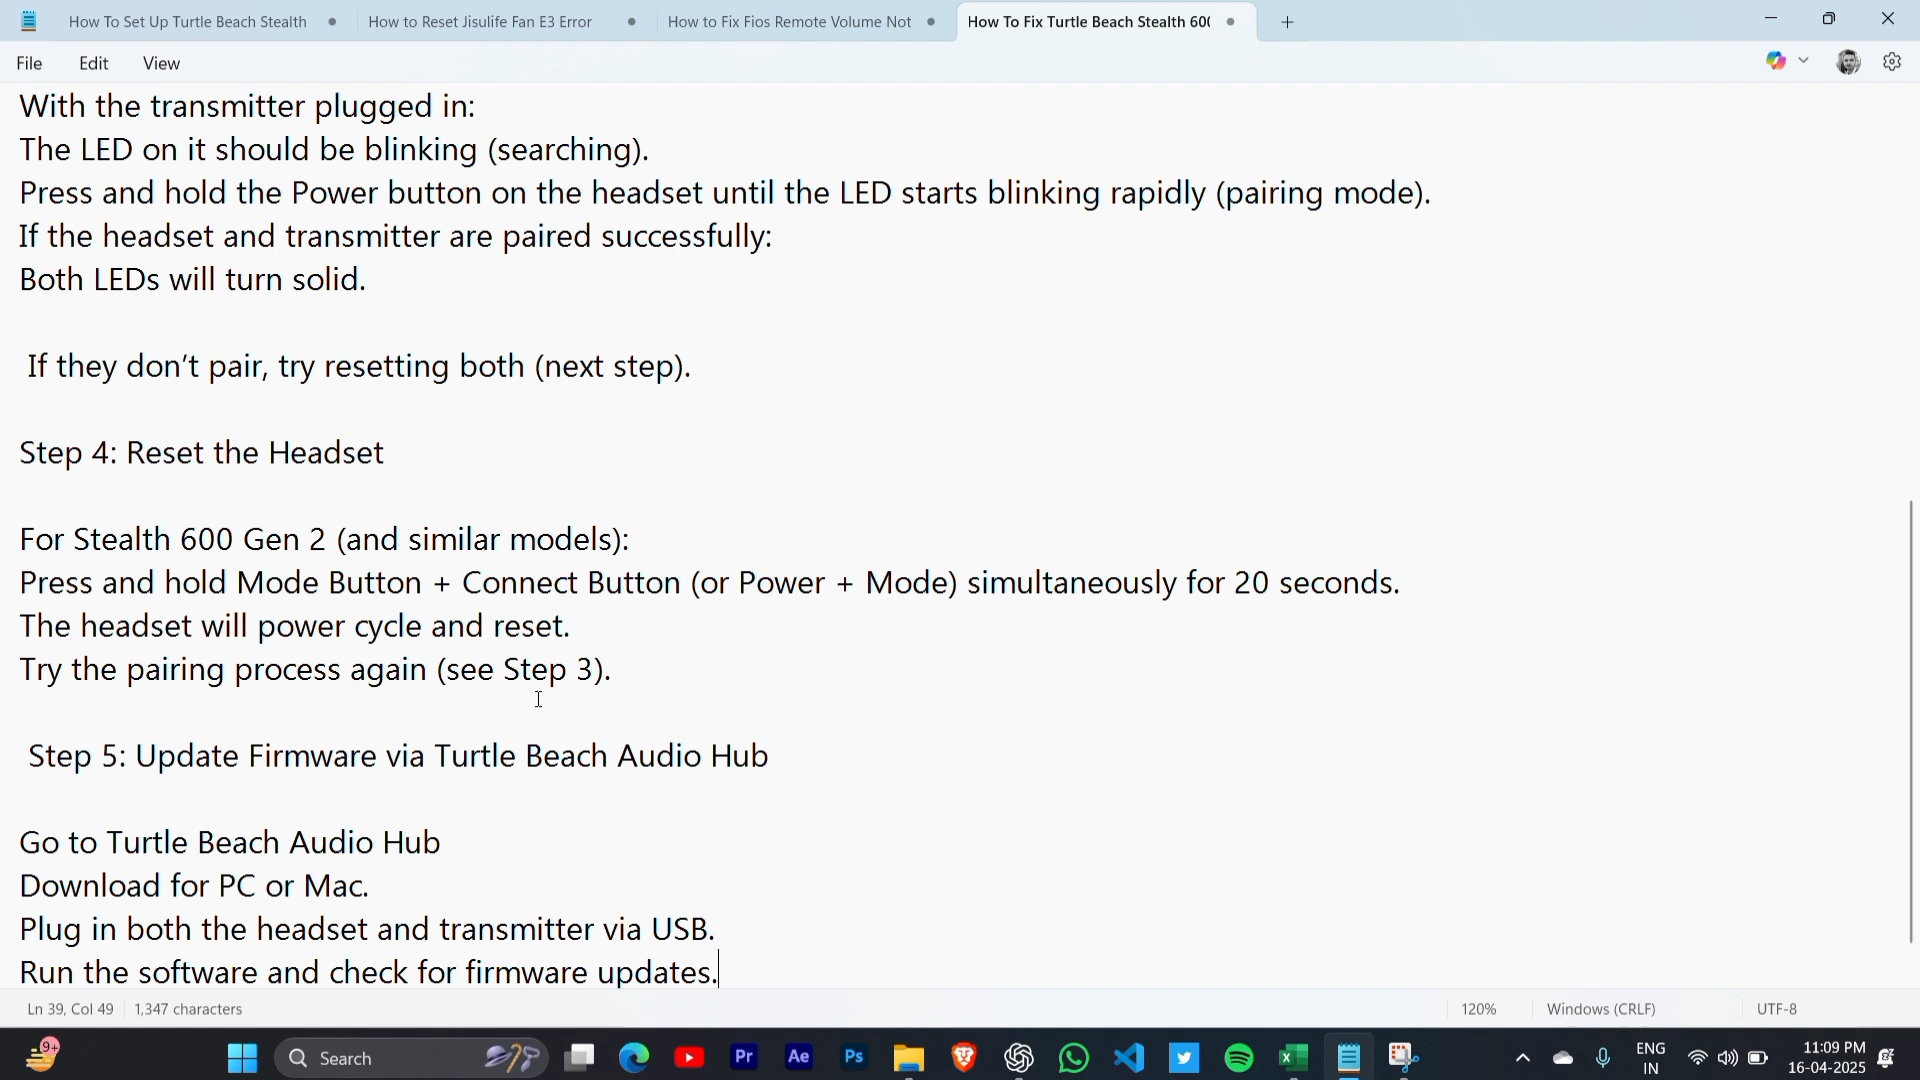 How To Set Up Turtle Beach Stealth
How to Reset Jisulife Fan E3 Error
How to Fix Fios Remote Volume Not
How To Fix Turtle Beach Stealth 600
File Edit View
With the transmitter plugged in:
The LED on it should be blinking (searching).
Press and hold the Power button on the headset until the LED starts blinking rapidly (pairing mode).
If the headset and transmitter are paired successfully:
Both LEDs will turn solid.
If they don’t pair, try resetting both (next step).
Step 4: Reset the Headset
For Stealth 600 Gen 2 (and similar models):
Press and hold Mode Button + Connect Button (or Power + Mode) simultaneously for 20 seconds.
The headset will power cycle and reset.
Try the pairing process again (see Step 3).
Step 5: Update Firmware via Turtle Beach Audio Hub
Go to Turtle Beach Audio Hub
Download for PC or Mac.
Plug in both the headset and transmitter via USB.
Run the software and check for firmware updates.
Ln 39, Col 49 1,347 characters 120% Windows (CRLF) UTF-8
9+
Search
Pr
Ae
Ps
ENG
IN
11:09 PM
16-04-2025